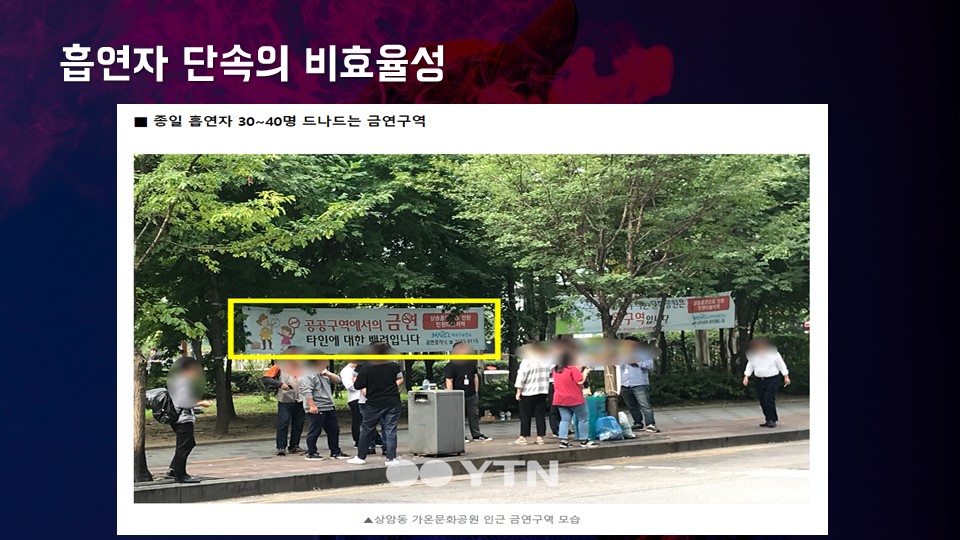 흡연자 단속의 비효율성
■ 종일 흡연자 30~40명 드나드는 금연구역
공공구역에서의 금연
타인에 대한 배려입니다
YTN
▲상암동 가온문화공원 인근 금연구역 모습